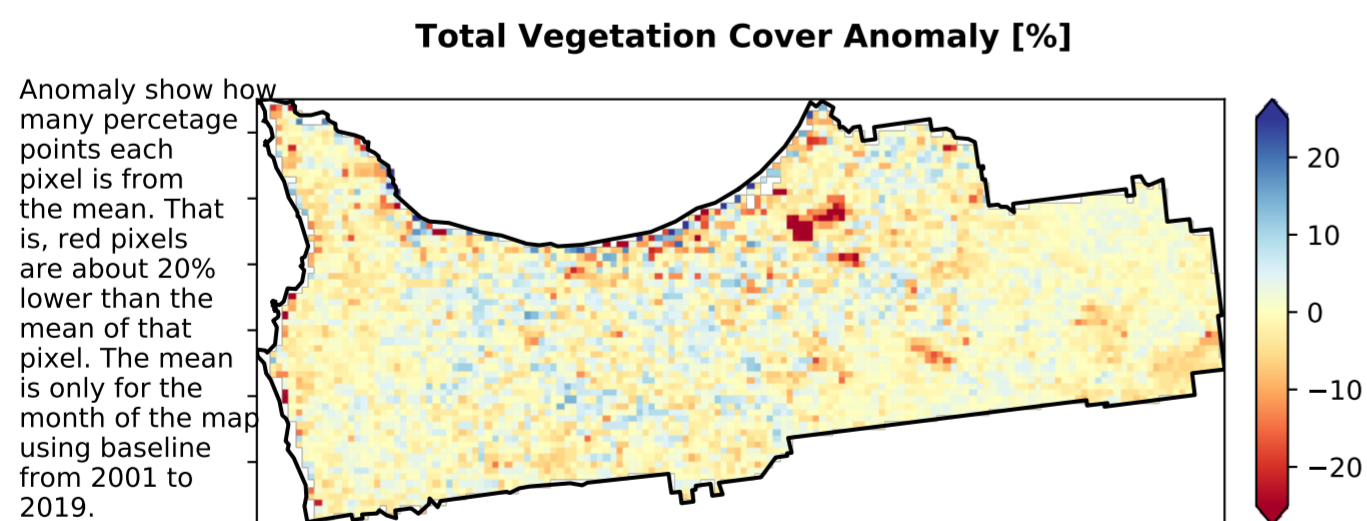 Total Vegetation Cover Anomaly [%]
Anomaly show how
many percetage
points each
pixel is from
the mean. That
is, red pixels
are about 20%
lower than the
mean of that
pixel. The mean
is only for the
month of the map
using baseline
from 2001 to
2019.
20
10
0
−10
−20